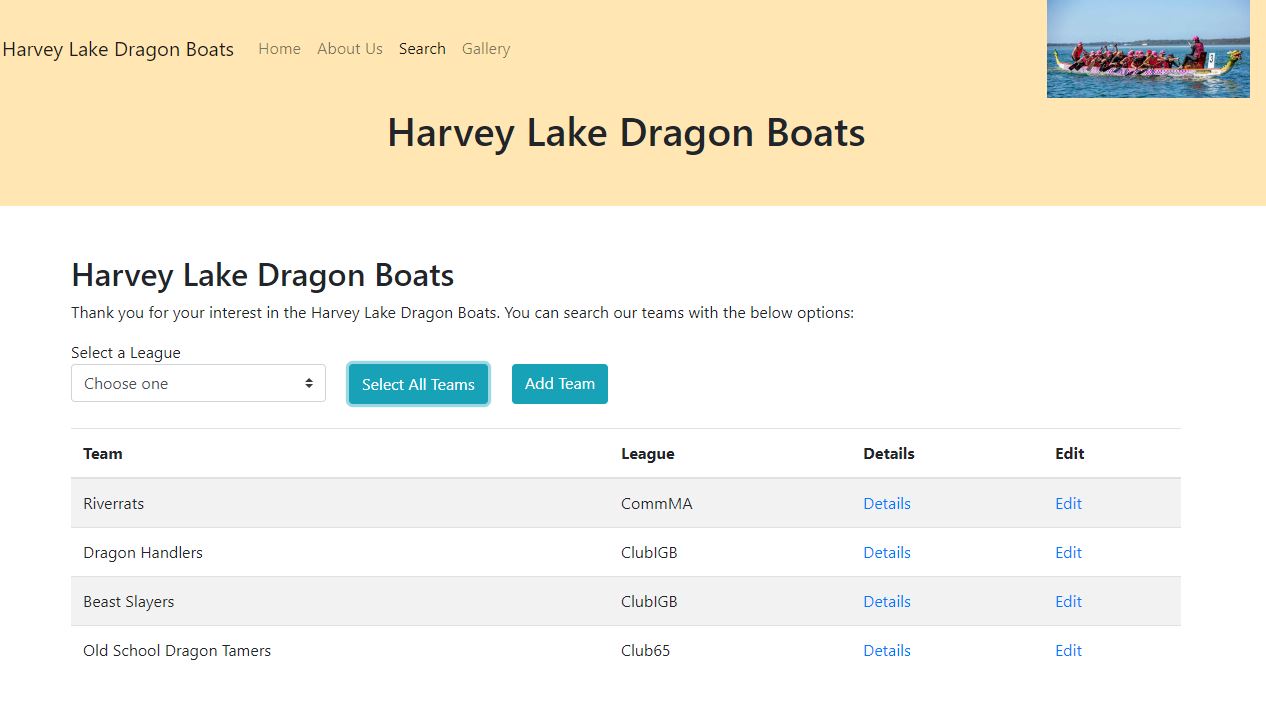 Harvey Lake Dragon Boats Home About Us Search Gallery
3
Harvey Lake Dragon Boats
Harvey Lake Dragon Boats
Thank you for your interest in the Harvey Lake Dragon Boats. You can search our teams with the below options:
Select a League
Choose one Select All Teams Add Team
Team League Details Edit
Riverrats CommMA Details Edit
Dragon Handlers ClubIGB Details Edit
Beast Slayers ClubIGB Details Edit
Old School Dragon Tamers Club65 Details Edit